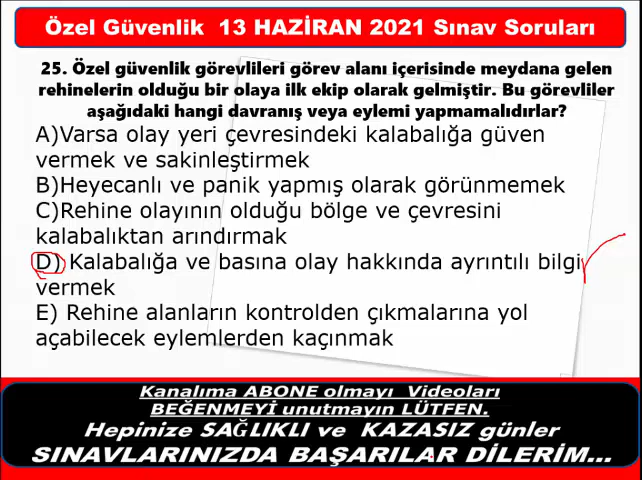 Özel Güvenlik 13 HAZİRAN 2021 Sınav Soruları
25. Özel güvenlik görevlileri görev alanı içerisinde meydana gelen
rehinelerin olduğu bir olaya ilk ekip olarak gelmiştir. Bu görevliler
aşağıdaki hangi davranış veya eylemi yapmamalıdırlar?
A)Varsa olay yeri çevresindeki kalabalığa güven
vermek ve sakinleştirmek
B)Heyecanlı ve panik yapmış olarak görünmemek
C)Rehine olayının olduğu bölge ve çevresini
kalabalıktan arındırmak
D) Kalabalığa ve basına olay hakkında ayrıntılı bilgi
vermek
E) Rehine alanların kontrolden çıkmalarına yol
açabilecek eylemlerden kaçınmak
Kanalıma ABONE olmayı Videoları
BEĞENMEYİ unutmayın LÜTFEN.
Hepinize SAĞLIKLI ve KAZASIZ günler
SINAVLARINIZDA BAŞARILAR DİLERİM...